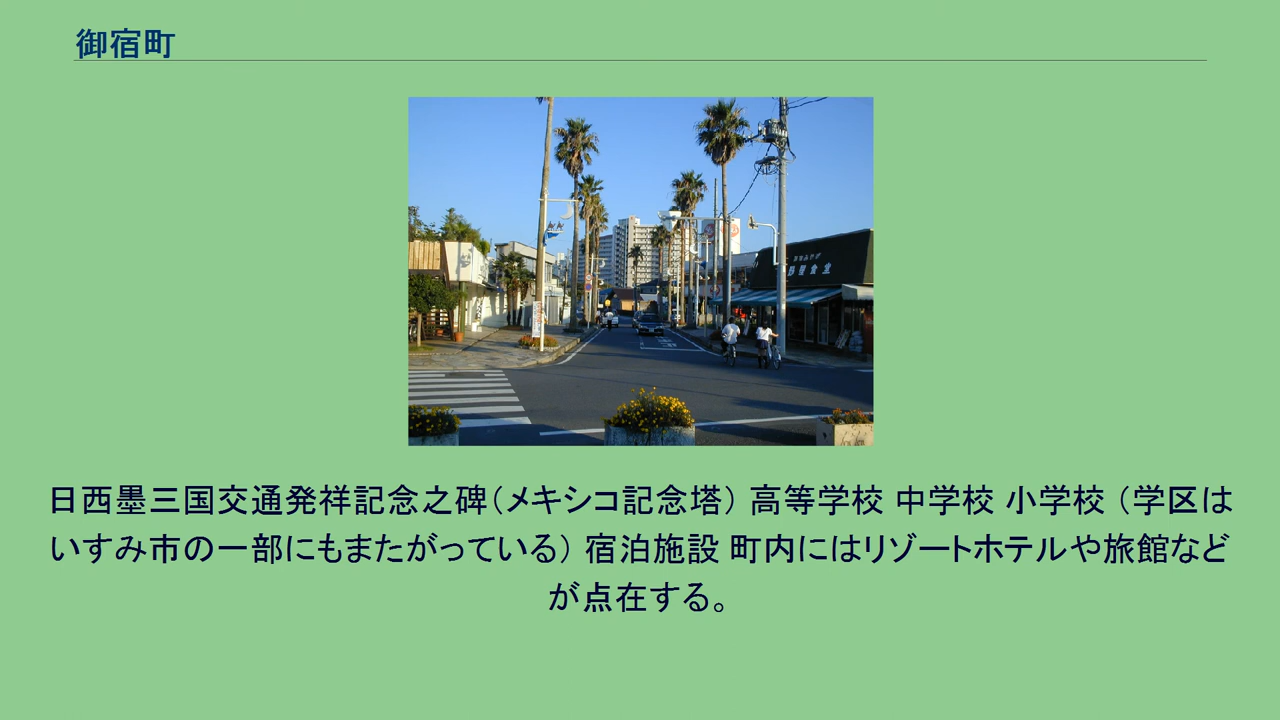 御宿町
野屋食堂
日西墨三国交通発祥記念之碑（メキシコ記念塔） 高等学校 中学校 小学校 （学区は
いすみ市の一部にもまたがっている） 宿泊施設 町内にはリゾートホテルや旅館など
が点在する。